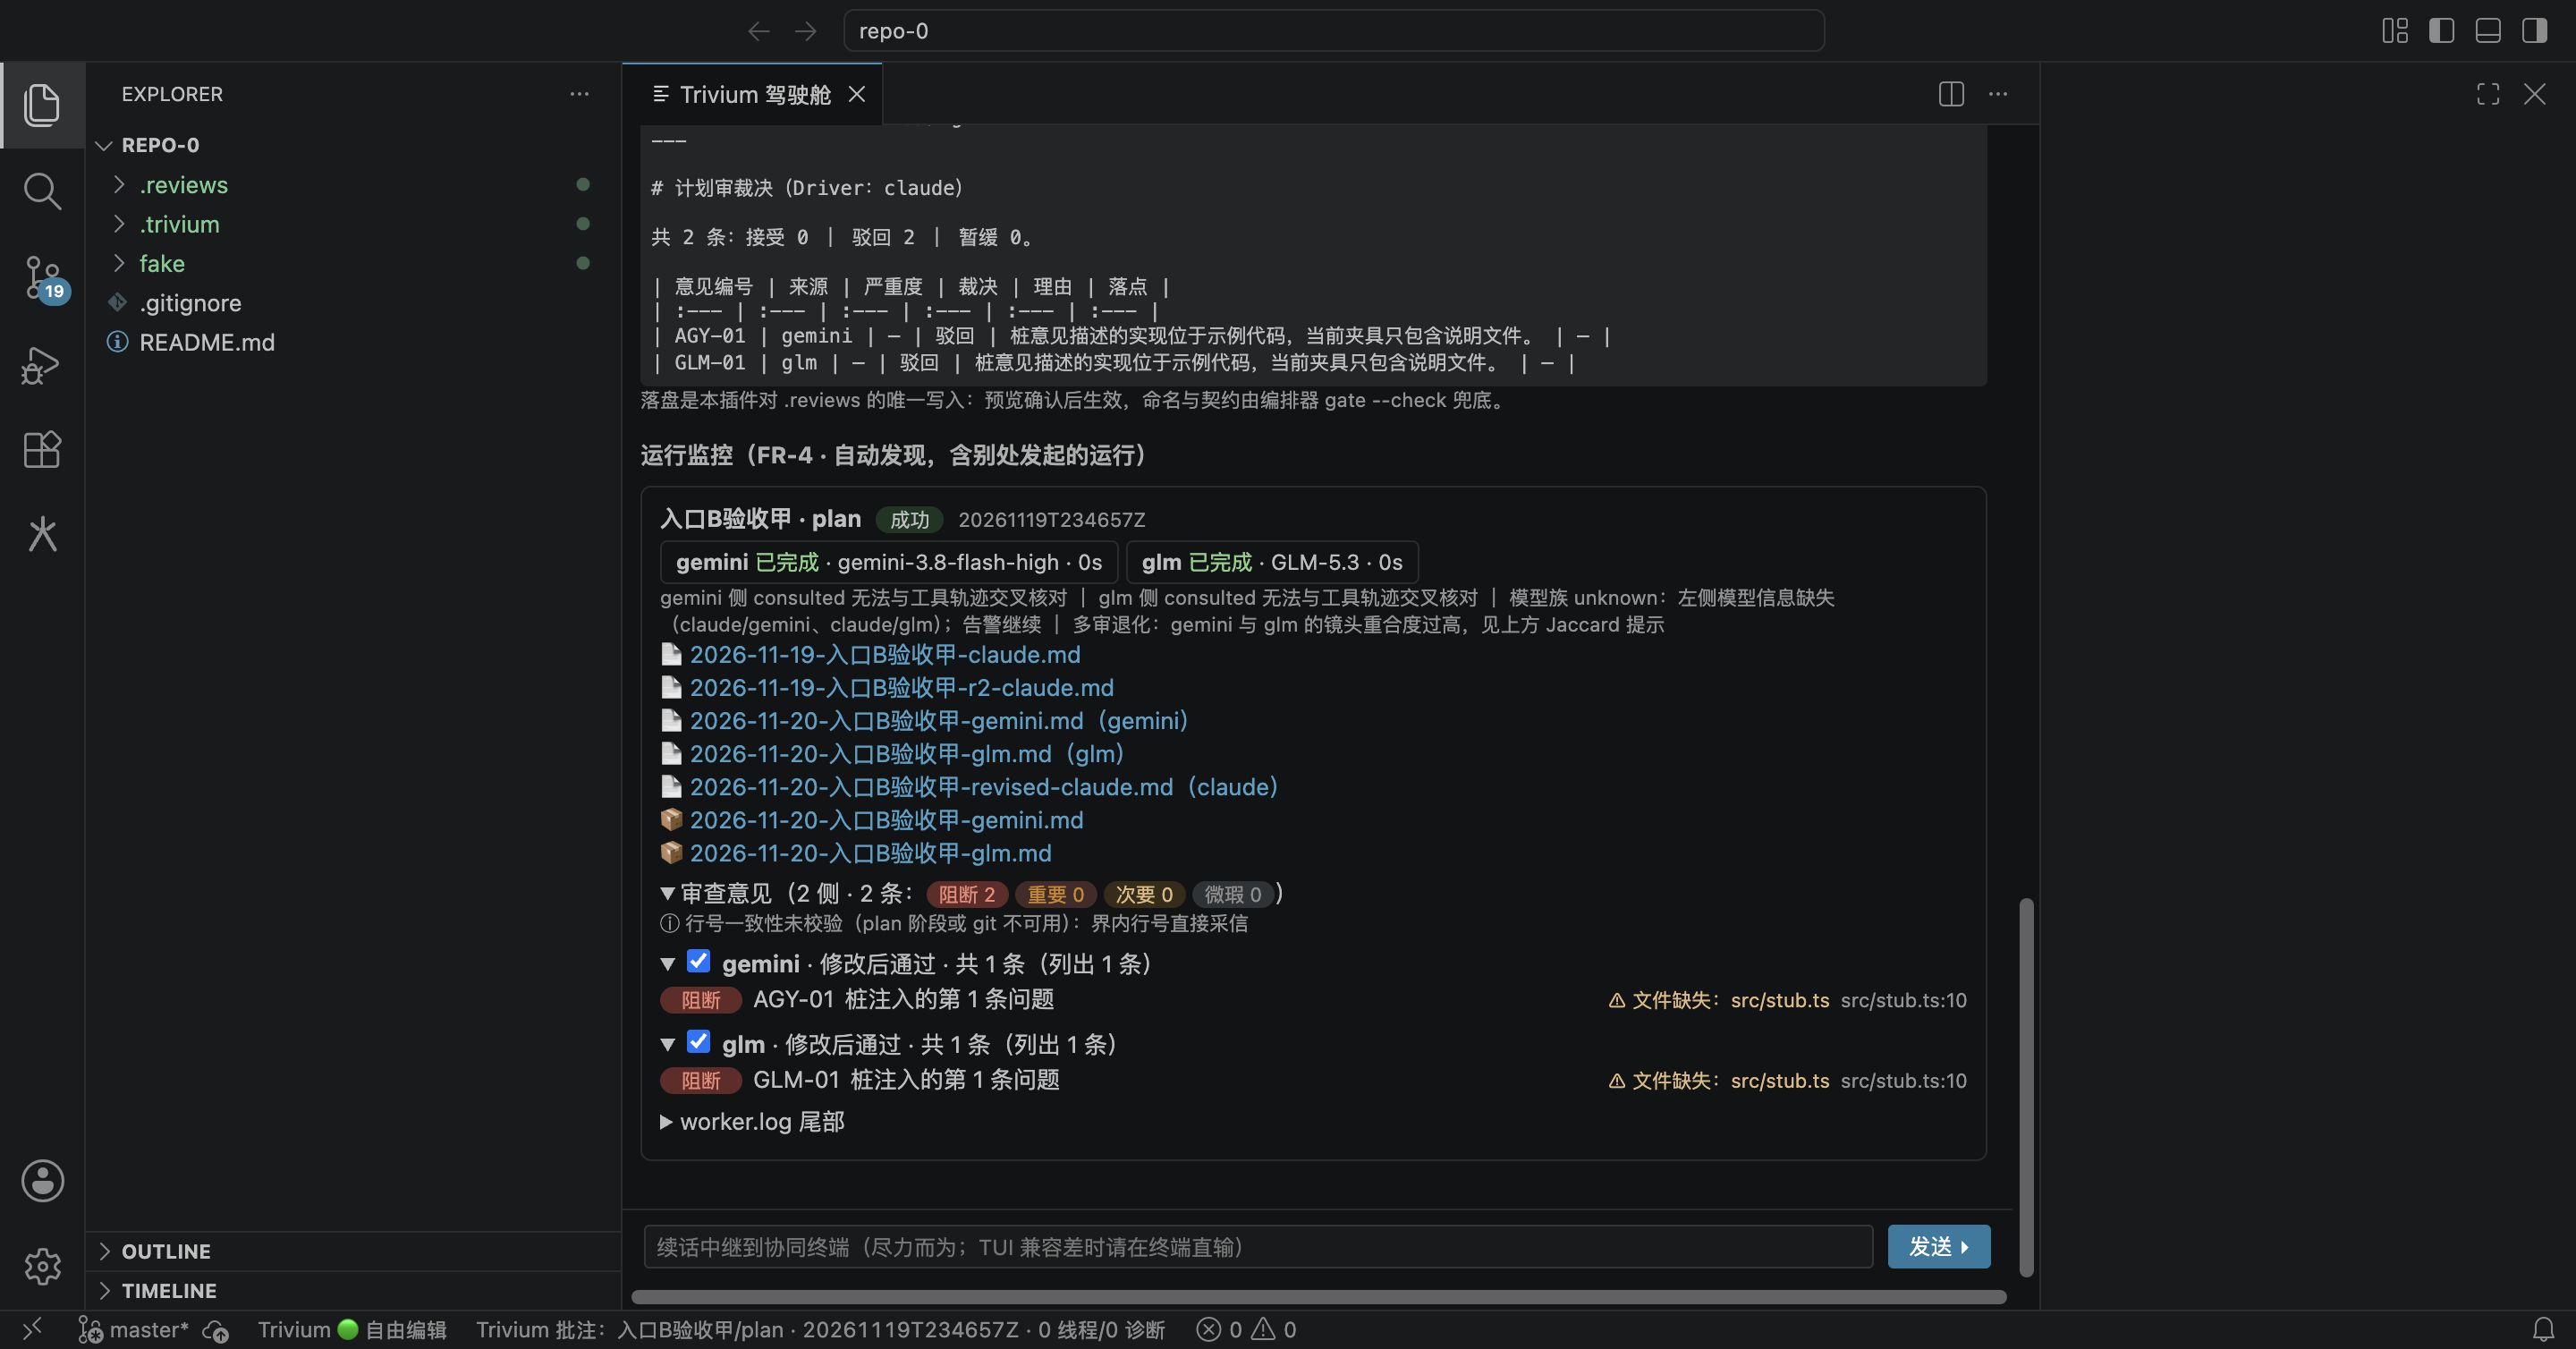 repo-0
EXPLORER
REPO-0
.reviews
.trivium
fake
.gitignore
README.md
19
OUTLINE
TIMELINE
Trivium 驾驶舱
---
# 计划审裁决（Driver：claude）
共 2 条：接受 0 | 驳回 2 | 暂缓 0。
| 意见编号 | 来源 | 严重度 | 裁决 | 理由 | 落点 |
| :--- | :--- | :--- | :--- | :--- | :--- |
| AGY-01 | gemini | — | 驳回 | 桩意见描述的实现位于示例代码，当前夹具只包含说明文件。 | — |
| GLM-01 | glm | — | 驳回 | 桩意见描述的实现位于示例代码，当前夹具只包含说明文件。 | — |
落盘是本插件对 .reviews 的唯一写入：预览确认后生效，命名与契约由编排器 gate --check 兜底。
运行监控（FR-4 · 自动发现，含别处发起的运行）
入口B验收甲 · plan 成功 20261119T234657Z
gemini 已完成 · gemini-3.8-flash-high · 0s glm 已完成 · GLM-5.3 · 0s
gemini 侧 consulted 无法与工具轨迹交叉核对 | glm 侧 consulted 无法与工具轨迹交叉核对 | 模型族 unknown：左侧模型信息缺失
（claude/gemini、claude/glm）；告警继续 | 多审退化：gemini 与 glm 的镜头重合度过高，见上方 Jaccard 提示
2026-11-19-入口B验收甲-claude.md
2026-11-19-入口B验收甲-r2-claude.md
2026-11-20-入口B验收甲-gemini.md（gemini）
2026-11-20-入口B验收甲-glm.md（glm）
2026-11-20-入口B验收甲-revised-claude.md（claude）
2026-11-20-入口B验收甲-gemini.md
2026-11-20-入口B验收甲-glm.md
审查意见（2 侧 · 2 条： 阻断 2 重要 0 次要 0 微瑕 0）
ⓘ 行号一致性未校验（plan 阶段或 git 不可用）：界内行号直接采信
gemini · 修改后通过 · 共 1 条（列出 1 条）
阻断 AGY-01 桩注入的第 1 条问题 ⚠ 文件缺失：src/stub.ts src/stub.ts:10
glm · 修改后通过 · 共 1 条（列出 1 条）
阻断 GLM-01 桩注入的第 1 条问题 ⚠ 文件缺失：src/stub.ts src/stub.ts:10
worker.log 尾部
续话中继到协同终端（尽力而为；TUI 兼容差时请在终端直输）
发送
master* Trivium 自由编辑 Trivium 批注：入口B验收甲/plan · 20261119T234657Z · 0 线程/0 诊断 0 0